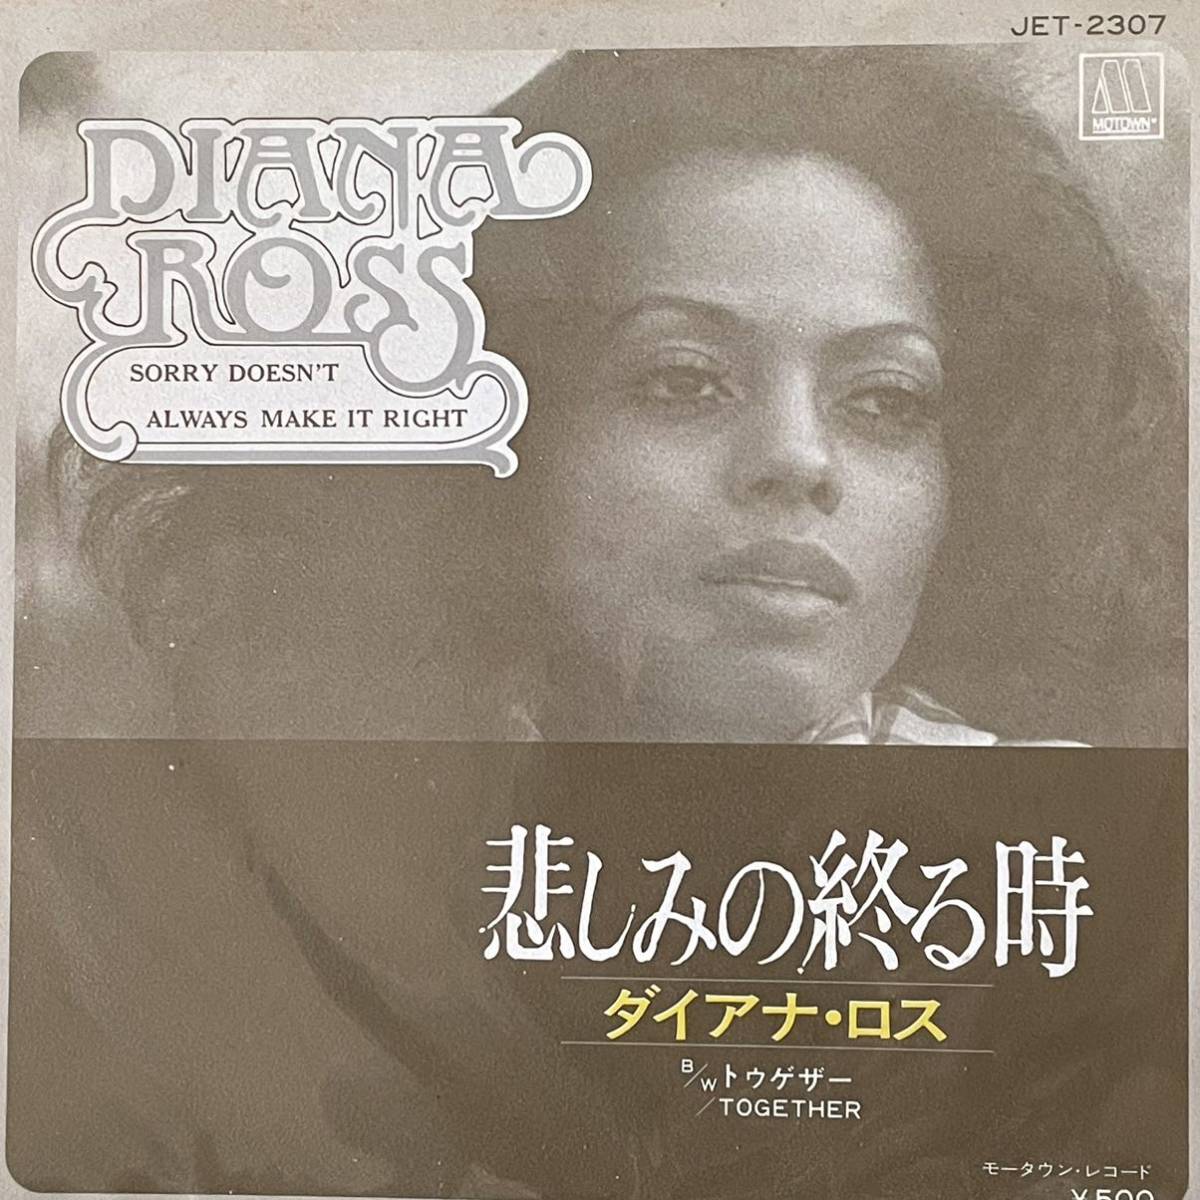 JET-2307
MOTOWN
DIANA
ROSS
SORRY DOESN'T
ALWAYS MAKE IT RIGHT
悲しみの終る時
ダイアナ・ロス
B/W トゥゲザー
/TOGETHER
モータウン・レコード
¥500